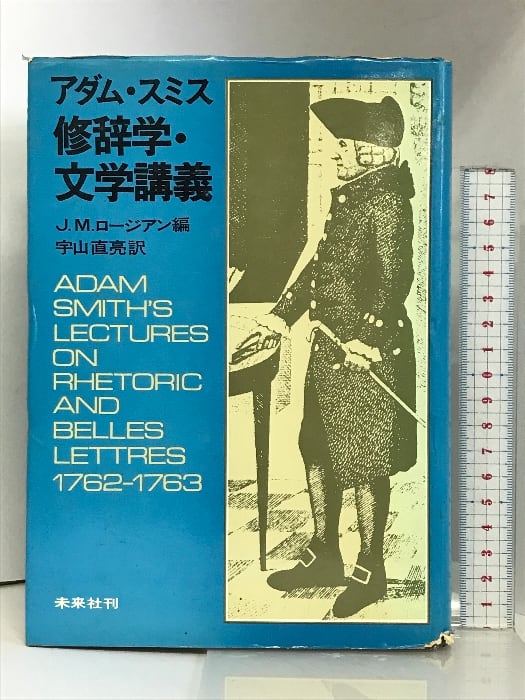 アダム・スミス
修辞学・
文学講義
J.M.ロージアン編
宇山直亮訳
ADAM
SMITH'S
LECTURES
ON
RHETORIC
AND
BELLES
LETTRES
1762-1763
未来社刊